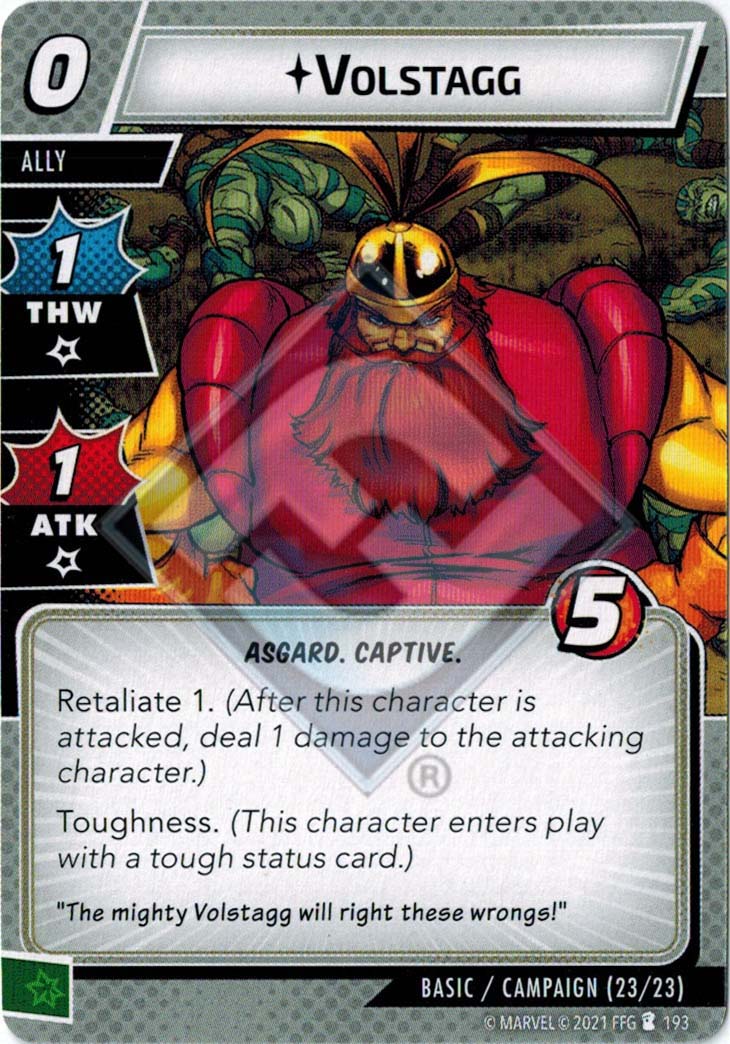 0
VOLSTAGG
ALLY
1
THW
1
ATK
5
ASGARD. CAPTIVE.
Retaliate 1. (After this character is
attacked, deal 1 damage to the attacking
character.)
Toughness. (This character enters play
with a tough status card.)
"The mighty Volstagg will right these wrongs!"
BASIC / CAMPAIGN (23/23)
© MARVEL © 2021 FFG 193
®